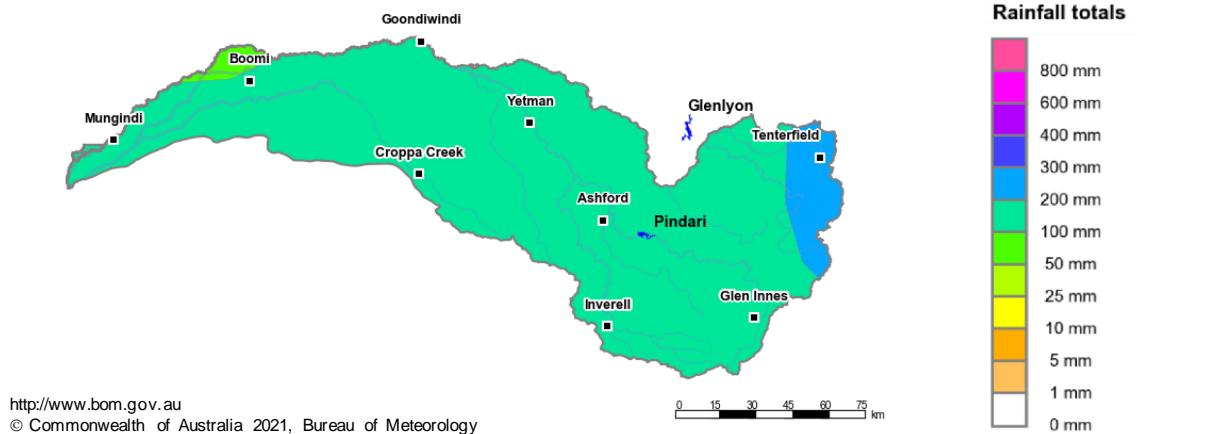 Rainfall totals
Goondiwindi
Boomi
Mungindi
Yetman
Glenlyon
Tenterfield
Croppa Creek
Ashford
Pindari
Inverell
Glen Innes
800 mm
600 mm
400 mm
300 mm
200 mm
100 mm
50 mm
25 mm
10 mm
5 mm
1 mm
0 mm
0 15 30 45 60 75 km
http://www.bom.gov.au
© Commonwealth of Australia 2021, Bureau of Meteorology